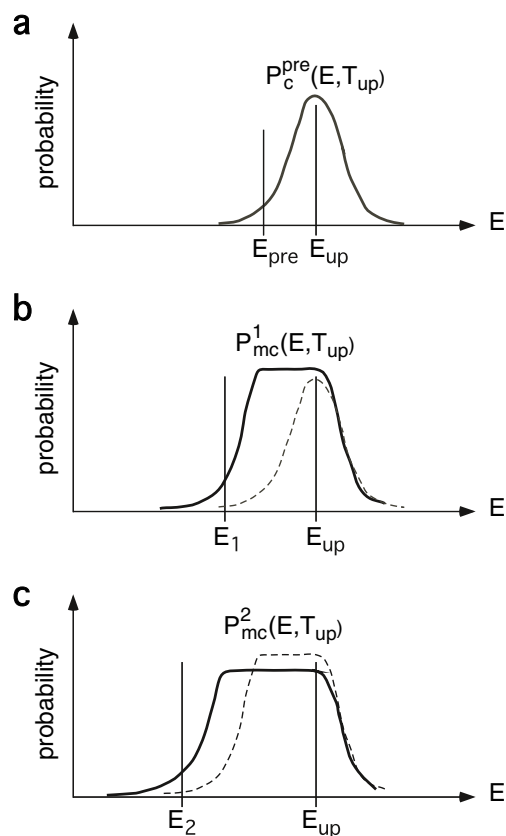 a
probability
P_c^pre(E,T_up)
E
E_pre E_up
b
probability
P_mc^1(E,T_up)
E
E_1 E_up
c
probability
P_mc^2(E,T_up)
E
E_2 E_up